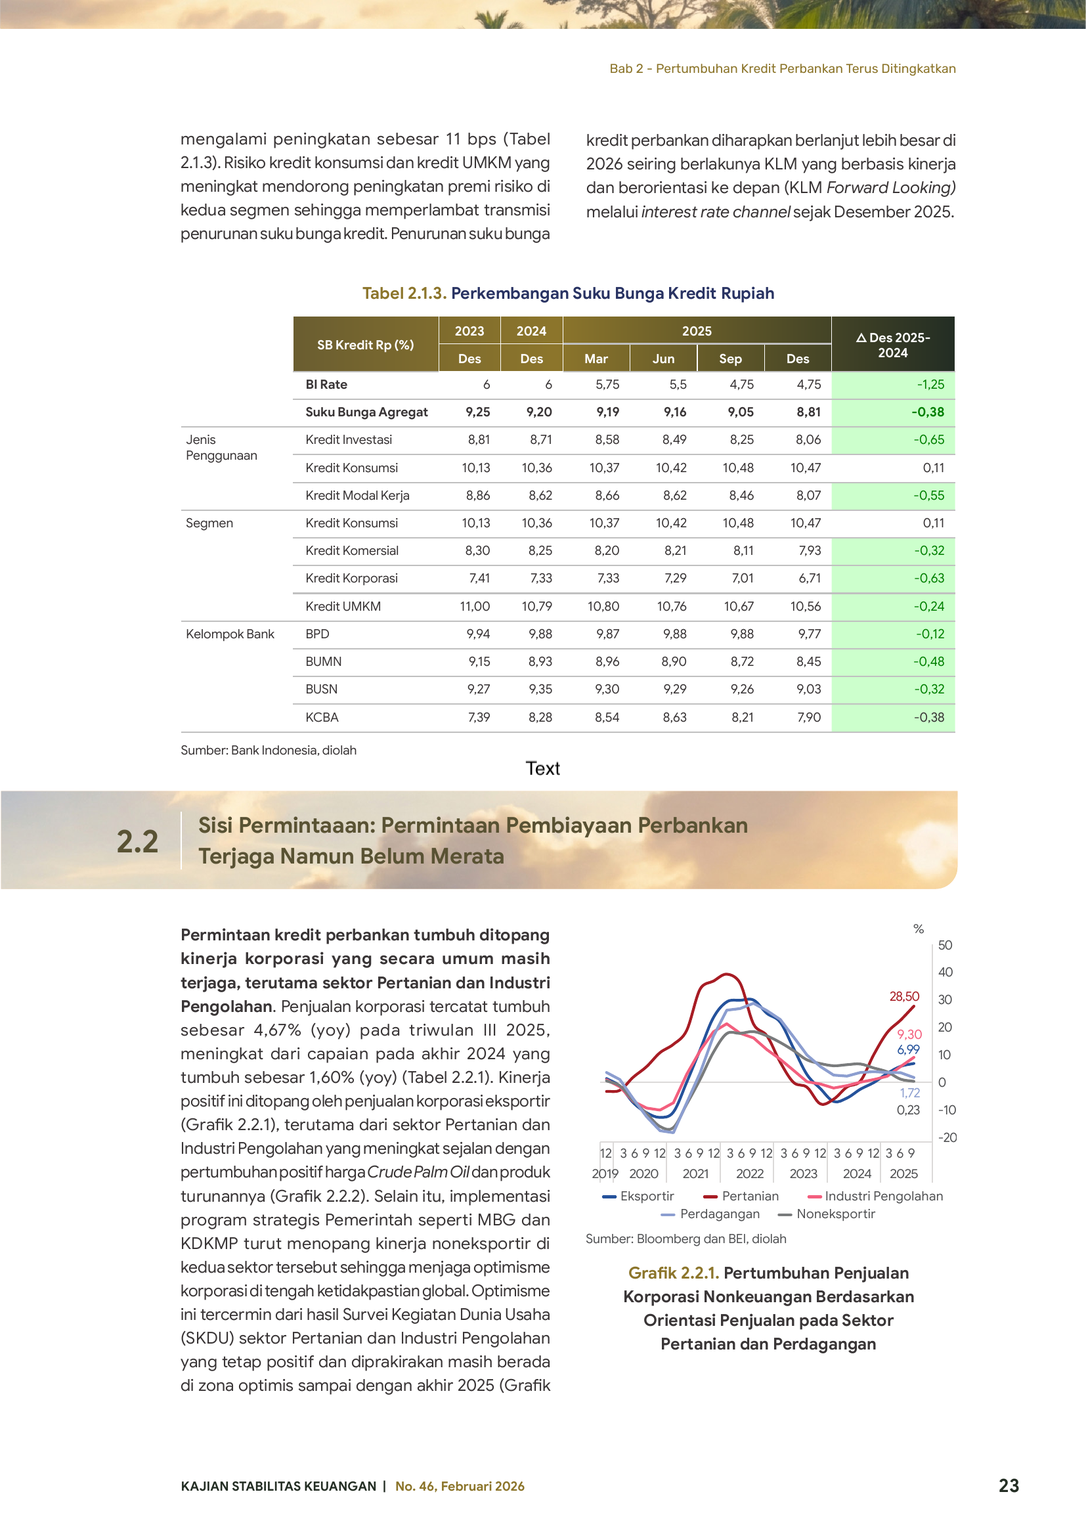 Bab 2 - Pertumbuhan Kredit Perbankan Terus Ditingkatkan
mengalami peningkatan sebesar 11 bps (Tabel
2.1.3). Risiko kredit konsumsi dan kredit UMKM yang
meningkat mendorong peningkatan premi risiko di
kedua segmen sehingga memperlambat transmisi
penurunan suku bunga kredit. Penurunan suku bunga
kredit perbankan diharapkan berlanjut lebih besar di
2026 seiring berlakunya KLM yang berbasis kinerja
dan berorientasi ke depan (KLM Forward Looking)
melalui interest rate channel sejak Desember 2025.
Tabel 2.1.3. Perkembangan Suku Bunga Kredit Rupiah
SB Kredit Rp (%) 2023 2024 2025 Δ Des 2025-
2024
Des Des Mar Jun Sep Des
BI Rate 6 6 5,75 5,5 4,75 4,75 -1,25
Suku Bunga Agregat 9,25 9,20 9,19 9,16 9,05 8,81 -0,38
Jenis
Penggunaan
Kredit Investasi 8,81 8,71 8,58 8,49 8,25 8,06 -0,65
Kredit Konsumsi 10,13 10,36 10,37 10,42 10,48 10,47 0,11
Kredit Modal Kerja 8,86 8,62 8,66 8,62 8,46 8,07 -0,55
Segmen Kredit Konsumsi 10,13 10,36 10,37 10,42 10,48 10,47 0,11
Kredit Komersial 8,30 8,25 8,20 8,21 8,11 7,93 -0,32
Kredit Korporasi 7,41 7,33 7,33 7,29 7,01 6,71 -0,63
Kredit UMKM 11,00 10,79 10,80 10,76 10,67 10,56 -0,24
Kelompok Bank BPD 9,94 9,88 9,87 9,88 9,88 9,77 -0,12
BUMN 9,15 8,93 8,96 8,90 8,72 8,45 -0,48
BUSN 9,27 9,35 9,30 9,29 9,26 9,03 -0,32
KCBA 7,39 8,28 8,54 8,63 8,21 7,90 -0,38
Sumber: Bank Indonesia, diolah
Text
2.2
Sisi Permintaaan: Permintaan Pembiayaan Perbankan
Terjaga Namun Belum Merata
Permintaan kredit perbankan tumbuh ditopang
kinerja korporasi yang secara umum masih
terjaga, terutama sektor Pertanian dan Industri
Pengolahan. Penjualan korporasi tercatat tumbuh
sebesar 4,67% (yoy) pada triwulan III 2025,
meningkat dari capaian pada akhir 2024 yang
tumbuh sebesar 1,60% (yoy) (Tabel 2.2.1). Kinerja
positif ini ditopang oleh penjualan korporasi eksportir
(Grafik 2.2.1), terutama dari sektor Pertanian dan
Industri Pengolahan yang meningkat sejalan dengan
pertumbuhan positif harga Crude Palm Oil dan produk
turunannya (Grafik 2.2.2). Selain itu, implementasi
program strategis Pemerintah seperti MBG dan
KDKMP turut menopang kinerja noneksportir di
kedua sektor tersebut sehingga menjaga optimisme
korporasi di tengah ketidakpastian global. Optimisme
ini tercermin dari hasil Survei Kegiatan Dunia Usaha
(SKDU) sektor Pertanian dan Industri Pengolahan
yang tetap positif dan diprakirakan masih berada
di zona optimis sampai dengan akhir 2025 (Grafik
%
50
40
30
20
10
0
-10
-20
28,50
9,30
6,99
1,72
0,23
12 3 6 9 12 3 6 9 12 3 6 9 12 3 6 9 12 3 6 9 12 3 6 9
2019 2020 2021 2022 2023 2024 2025
Eksportir Pertanian Industri Pengolahan
Perdagangan Noneksportir
Sumber: Bloomberg dan BEI, diolah
Grafik 2.2.1. Pertumbuhan Penjualan
Korporasi Nonkeuangan Berdasarkan
Orientasi Penjualan pada Sektor
Pertanian dan Perdagangan
KAJIAN STABILITAS KEUANGAN | No. 46, Februari 2026
23